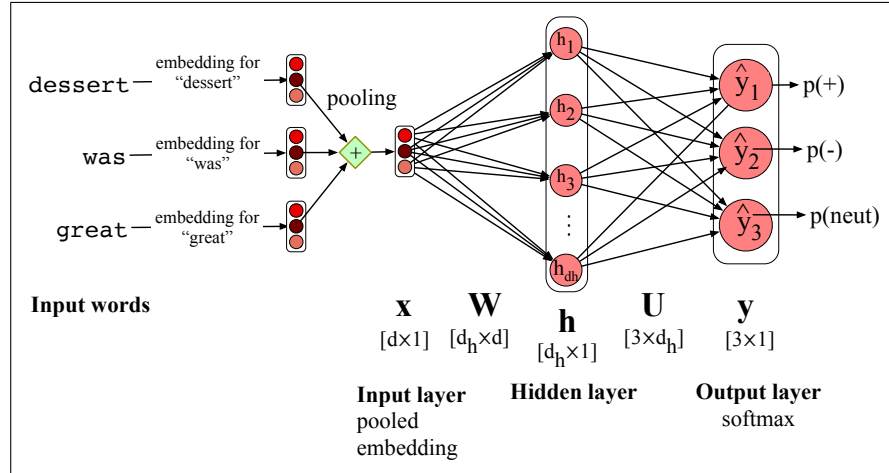 dessert
embedding for
"dessert"
pooling
was
embedding for
"was"
+
great
embedding for
"great"
h1
h2
h3
⋮
hdh
ŷ1
ŷ2
ŷ3
p(+)
p(-)
p(neut)
Input words
x
[d×1]
W
[dh×d]
h
[dh×1]
U
[3×dh]
y
[3×1]
Input layer
pooled
embedding
Hidden layer
Output layer
softmax